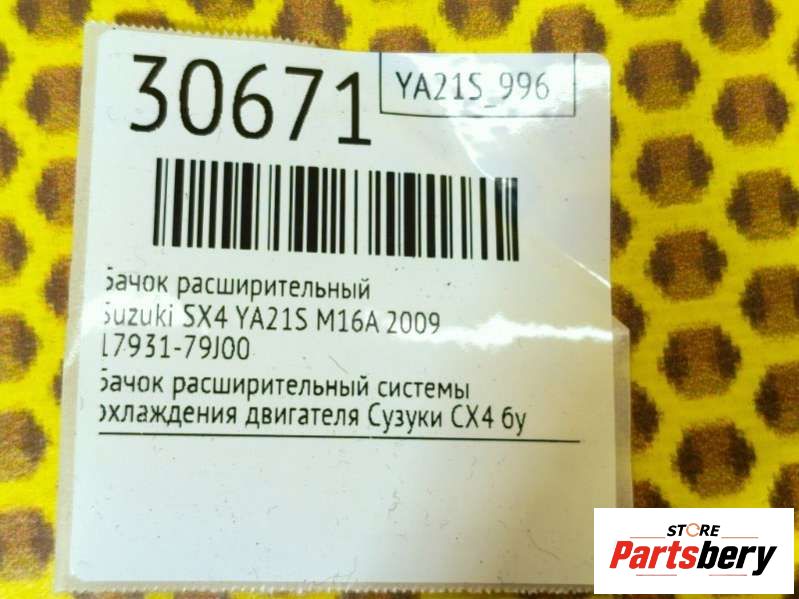 30671
YA21S_996
Бачок расширительный
Suzuki SX4 YA21S M16A 2009
17931-79J00
Бачок расширительный системы
охлаждения двигателя Сузуки СХ4 бу
STORE
Partsbery